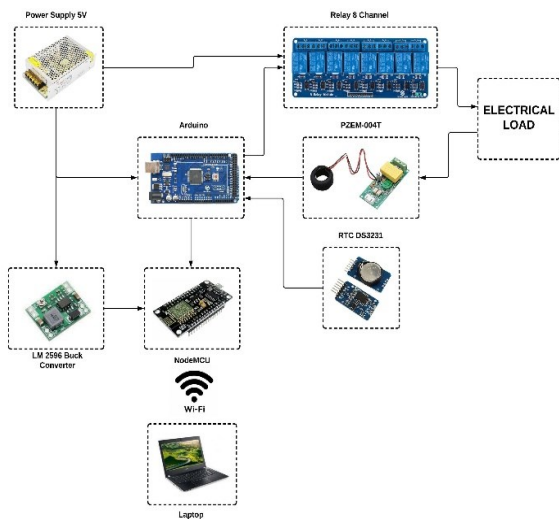 Power Supply 5V
Relay 8 Channel
Arduino
PZEM-004T
ELECTRICAL
LOAD
RTC DS3231
LM 2596 Buck
Converter
NodeMCU
Wi-Fi
Laptop